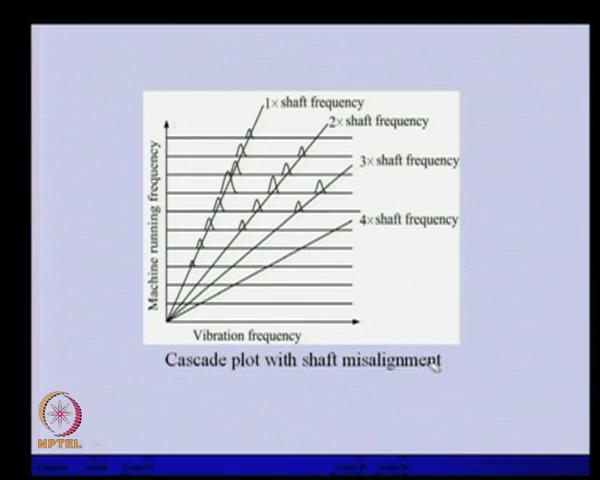 1× shaft frequency
2× shaft frequency
3× shaft frequency
4× shaft frequency
Machine running frequency
Vibration frequency
Cascade plot with shaft misalignment
NPTEL